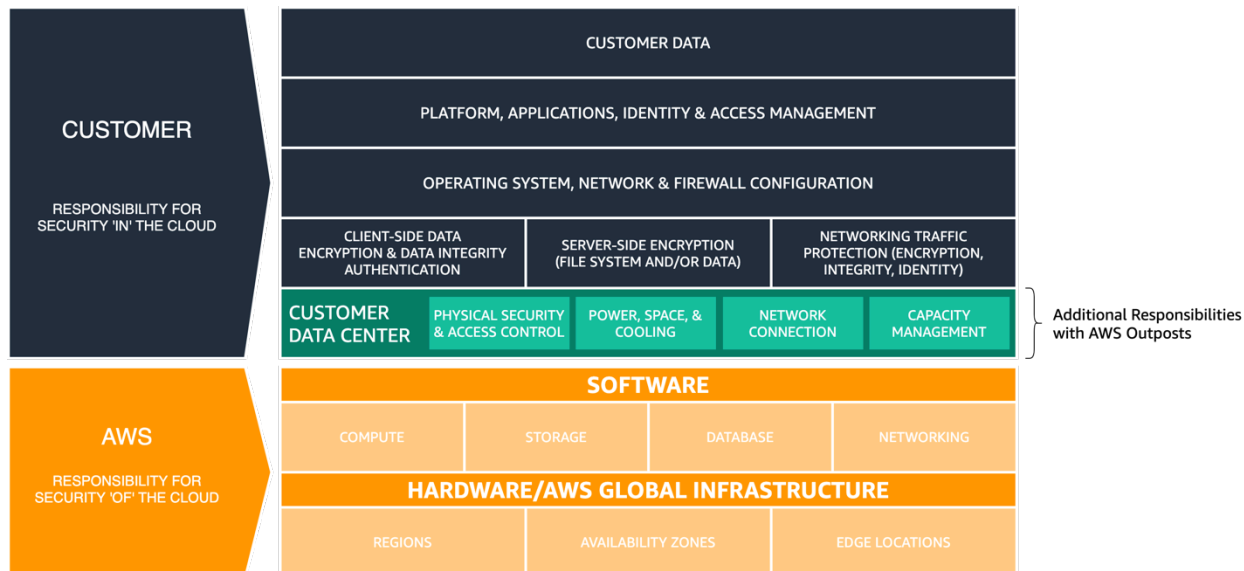 CUSTOMER
RESPONSIBILITY FOR
SECURITY 'IN' THE CLOUD
CUSTOMER DATA
PLATFORM, APPLICATIONS, IDENTITY & ACCESS MANAGEMENT
OPERATING SYSTEM, NETWORK & FIREWALL CONFIGURATION
CLIENT-SIDE DATA
ENCRYPTION & DATA INTEGRITY
AUTHENTICATION
SERVER-SIDE ENCRYPTION
(FILE SYSTEM AND/OR DATA)
NETWORKING TRAFFIC
PROTECTION (ENCRYPTION,
INTEGRITY, IDENTITY)
CUSTOMER
DATA CENTER
PHYSICAL SECURITY
& ACCESS CONTROL
POWER, SPACE, &
COOLING
NETWORK
CONNECTION
CAPACITY
MANAGEMENT
Additional Responsibilities
with AWS Outposts
AWS
RESPONSIBILITY FOR
SECURITY 'OF' THE CLOUD
SOFTWARE
COMPUTE
STORAGE
DATABASE
NETWORKING
HARDWARE/AWS GLOBAL INFRASTRUCTURE
REGIONS
AVAILABILITY ZONES
EDGE LOCATIONS